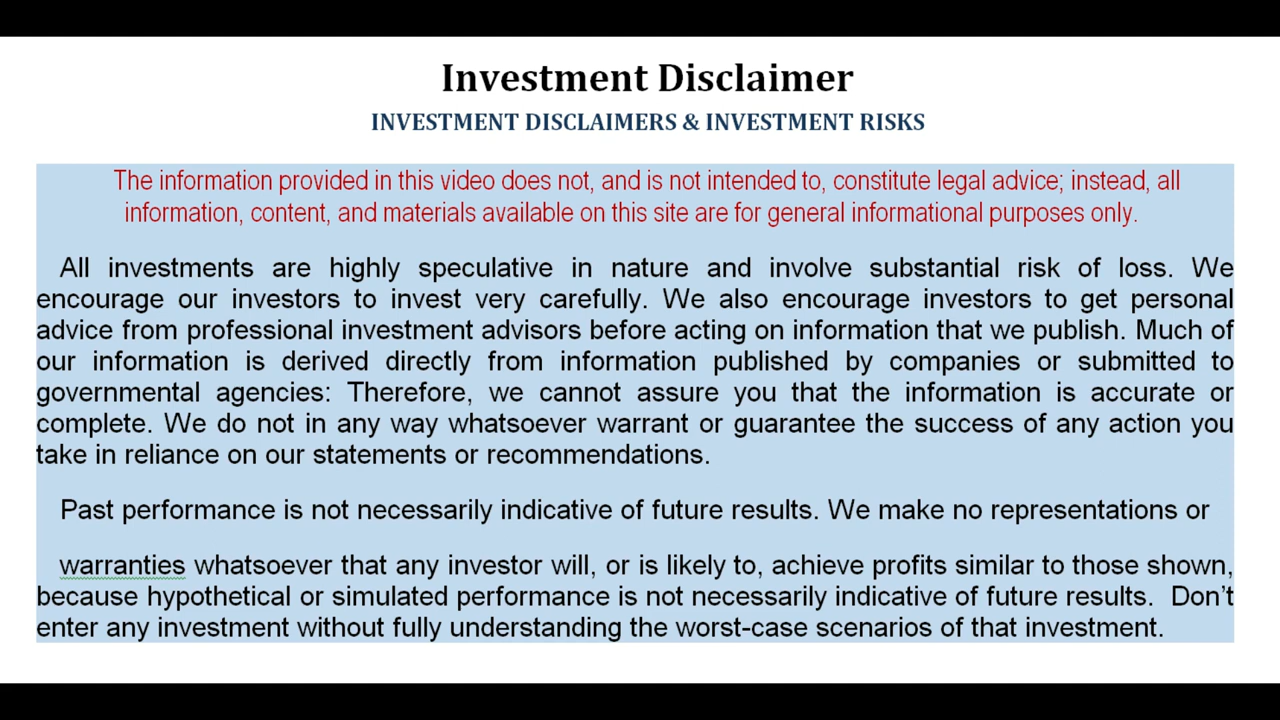 Investment Disclaimer
INVESTMENT DISCLAIMERS & INVESTMENT RISKS
The information provided in this video does not, and is not intended to, constitute legal advice; instead, all
information, content, and materials available on this site are for general informational purposes only.
All investments are highly speculative in nature and involve substantial risk of loss. We
encourage our investors to invest very carefully. We also encourage investors to get personal
advice from professional investment advisors before acting on information that we publish. Much of
our information is derived directly from information published by companies or submitted to
governmental agencies: Therefore, we cannot assure you that the information is accurate or
complete. We do not in any way whatsoever warrant or guarantee the success of any action you
take in reliance on our statements or recommendations.
Past performance is not necessarily indicative of future results. We make no representations or
warranties whatsoever that any investor will, or is likely to, achieve profits similar to those shown,
because hypothetical or simulated performance is not necessarily indicative of future results.  Don’t
enter any investment without fully understanding the worst-case scenarios of that investment.